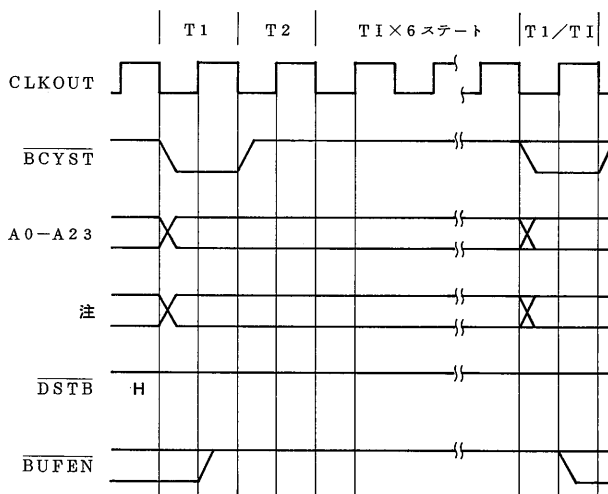 T1 T2 TI×6ステート T1/TI
CLKOUT
BCYST
A0-A23
注
DSTB H
BUFEN